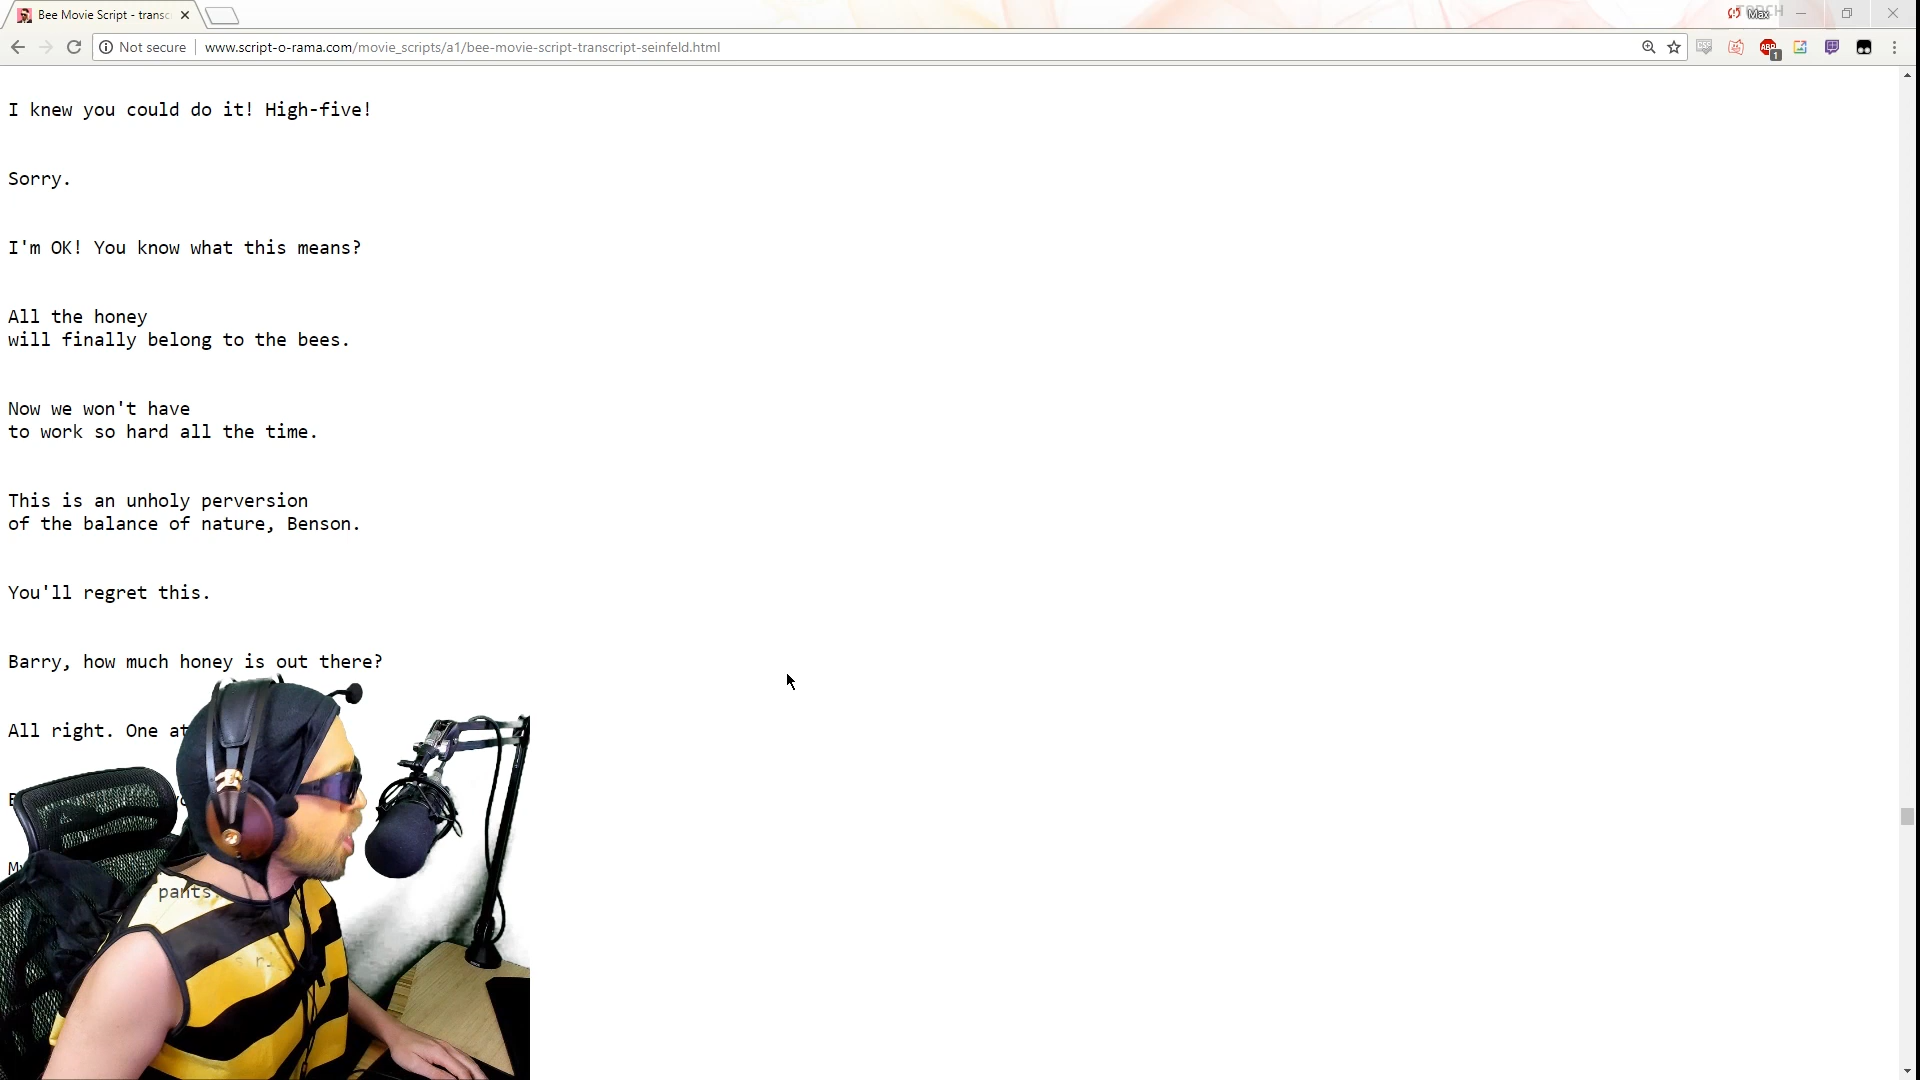 Bee Movie Script - transc
Max
Not secure
www.script-o-rama.com/movie_scripts/a1/bee-movie-script-transcript-seinfeld.html
ABP
1
I knew you could do it! High-five!
Sorry.
I'm OK! You know what this means?
All the honey
will finally belong to the bees.
Now we won't have
to work so hard all the time.
This is an unholy perversion
of the balance of nature, Benson.
You'll regret this.
Barry, how much honey is out there?
All right. One at
pants